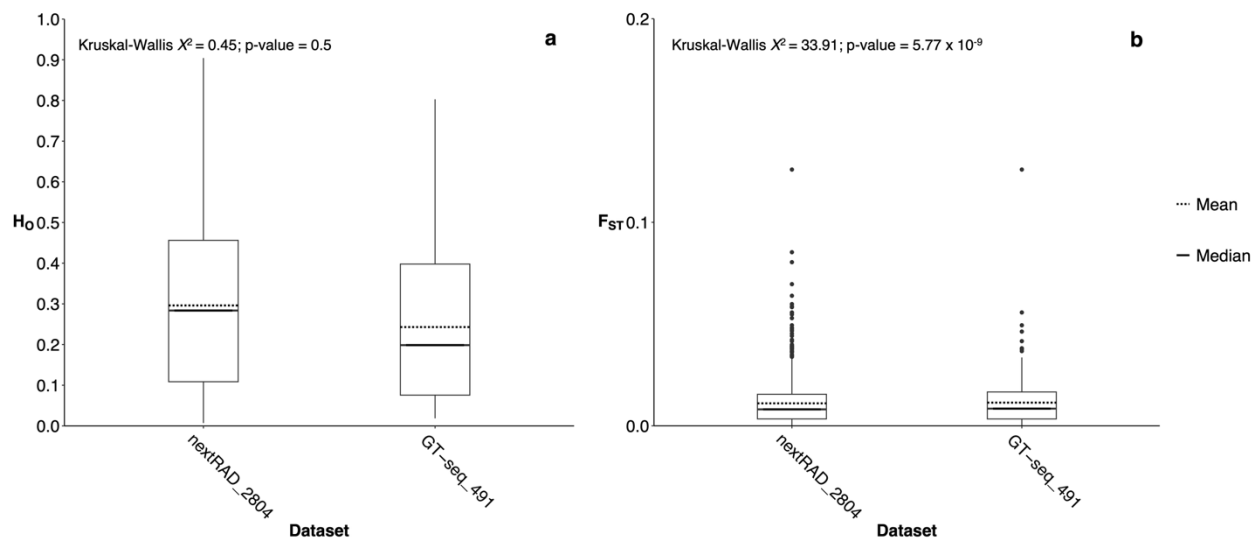 Kruskal-Wallis X² = 0.45; p-value = 0.5
a
1.0
0.9
0.8
0.7
0.6
0.5
0.4
0.3
0.2
0.1
0.0
H_O
nextRAD_2804
GT-seq_491
Dataset
Kruskal-Wallis X² = 33.91; p-value = 5.77 x 10⁻⁹
b
0.2
0.1
0.0
F_ST
nextRAD_2804
GT-seq_491
Dataset
Mean
Median